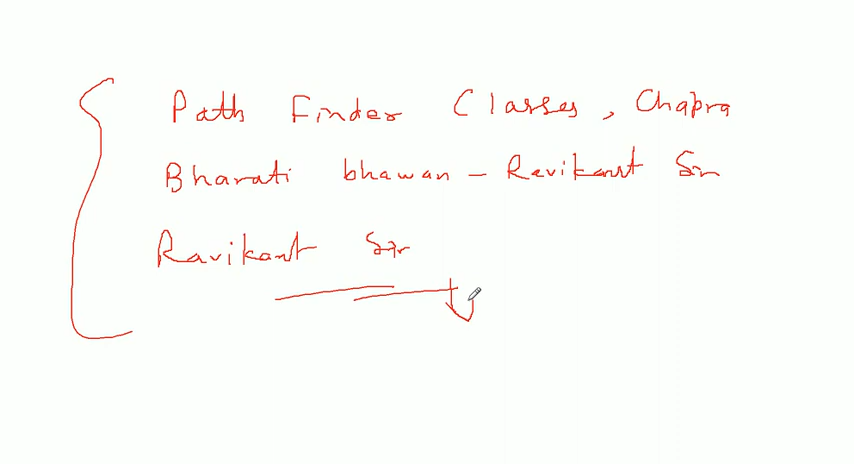 Path Finder Classes, Chapra
Bharati bhawan - Ravikant Sir
Ravikant Sir